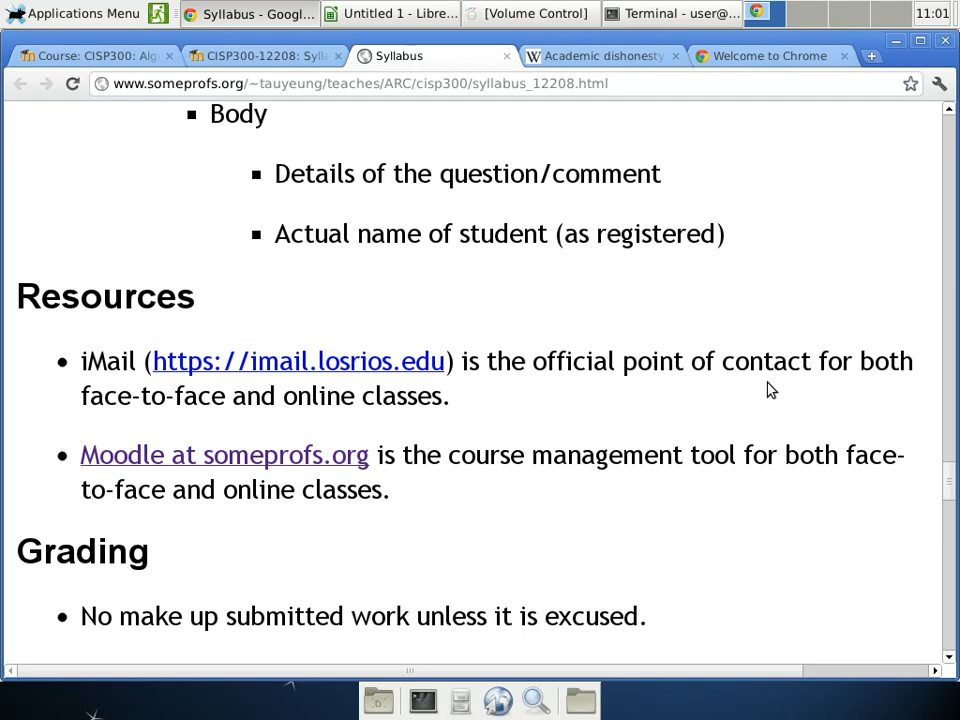 Applications Menu
Syllabus - Googl...
Untitled 1 - Libre...
[Volume Control]
Terminal - user@...
11:01
Course: CISP300: Alg
CISP300-12208: Sylla
Syllabus
W Academic dishonesty
Welcome to Chrome
www.someprofs.org/~tauyeung/teaches/ARC/cisp300/syllabus_12208.html
Body
Details of the question/comment
Actual name of student (as registered)
Resources
iMail (https://imail.losrios.edu) is the official point of contact for both
face-to-face and online classes.
Moodle at someprofs.org is the course management tool for both face-
to-face and online classes.
Grading
No make up submitted work unless it is excused.